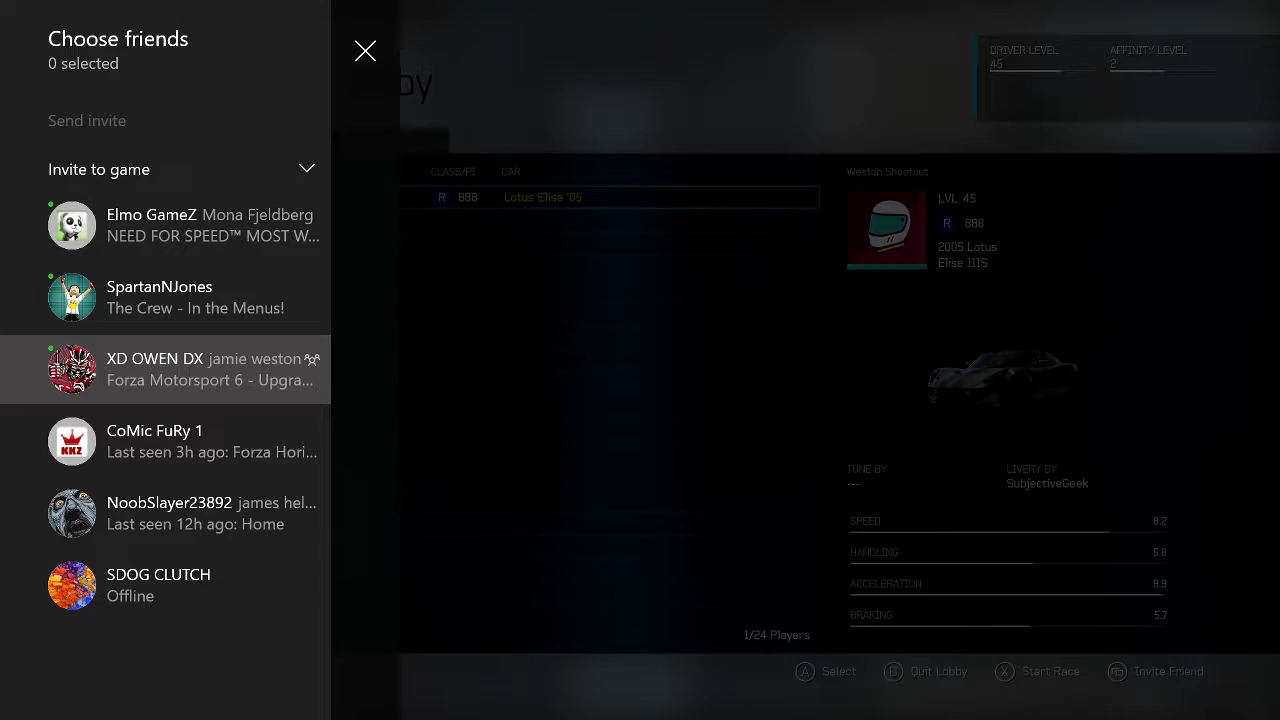 Choose friends
0 selected
Send invite
Invite to game
Elmo GameZ Mona Fjeldberg
NEED FOR SPEED™ MOST W...
SpartanNJones
The Crew - In the Menus!
XD OWEN DX jamie weston
Forza Motorsport 6 - Upgra...
CoMic FuRy 1
Last seen 3h ago: Forza Hori...
NoobSlayer23892 james hel...
Last seen 12h ago: Home
SDOG CLUTCH
Offline
KKZ
by
DRIVER LEVEL
45
AFFINITY LEVEL
2
CLASS/PI CAR
R 888 Lotus Elise '05
1/24 Players
Weston Shootout
LVL 45
R 888
2005 Lotus
Elise 111S
TUNE BY
---
LIVERY BY
SubjectiveGeek
SPEED 8.2
HANDLING 5.8
ACCELERATION 9.9
BRAKING 5.7
A Select B Quit Lobby X Start Race Invite Friend